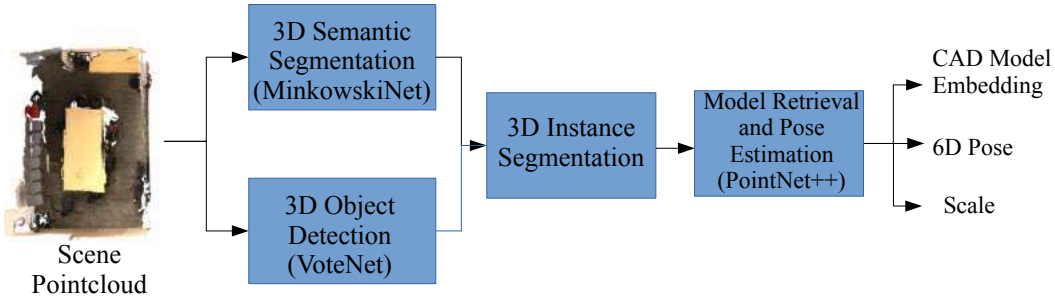 Scene
Pointcloud
3D Semantic
Segmentation
(MinkowskiNet)
3D Object
Detection
(VoteNet)
3D Instance
Segmentation
Model Retrieval
and Pose
Estimation
(PointNet++)
CAD Model
Embedding
6D Pose
Scale